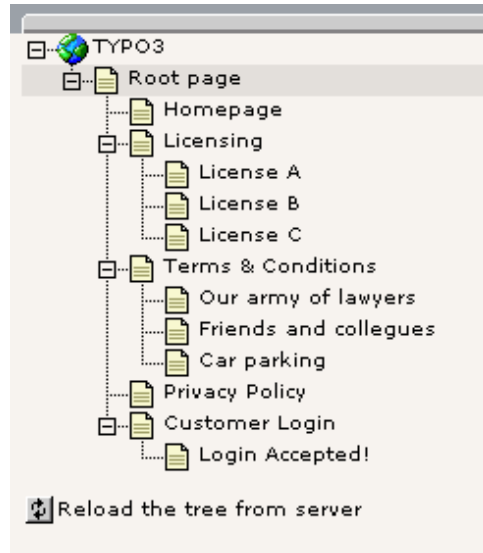 TYPO3
Root page
Homepage
Licensing
License A
License B
License C
Terms & Conditions
Our army of lawyers
Friends and collegues
Car parking
Privacy Policy
Customer Login
Login Accepted!
Reload the tree from server